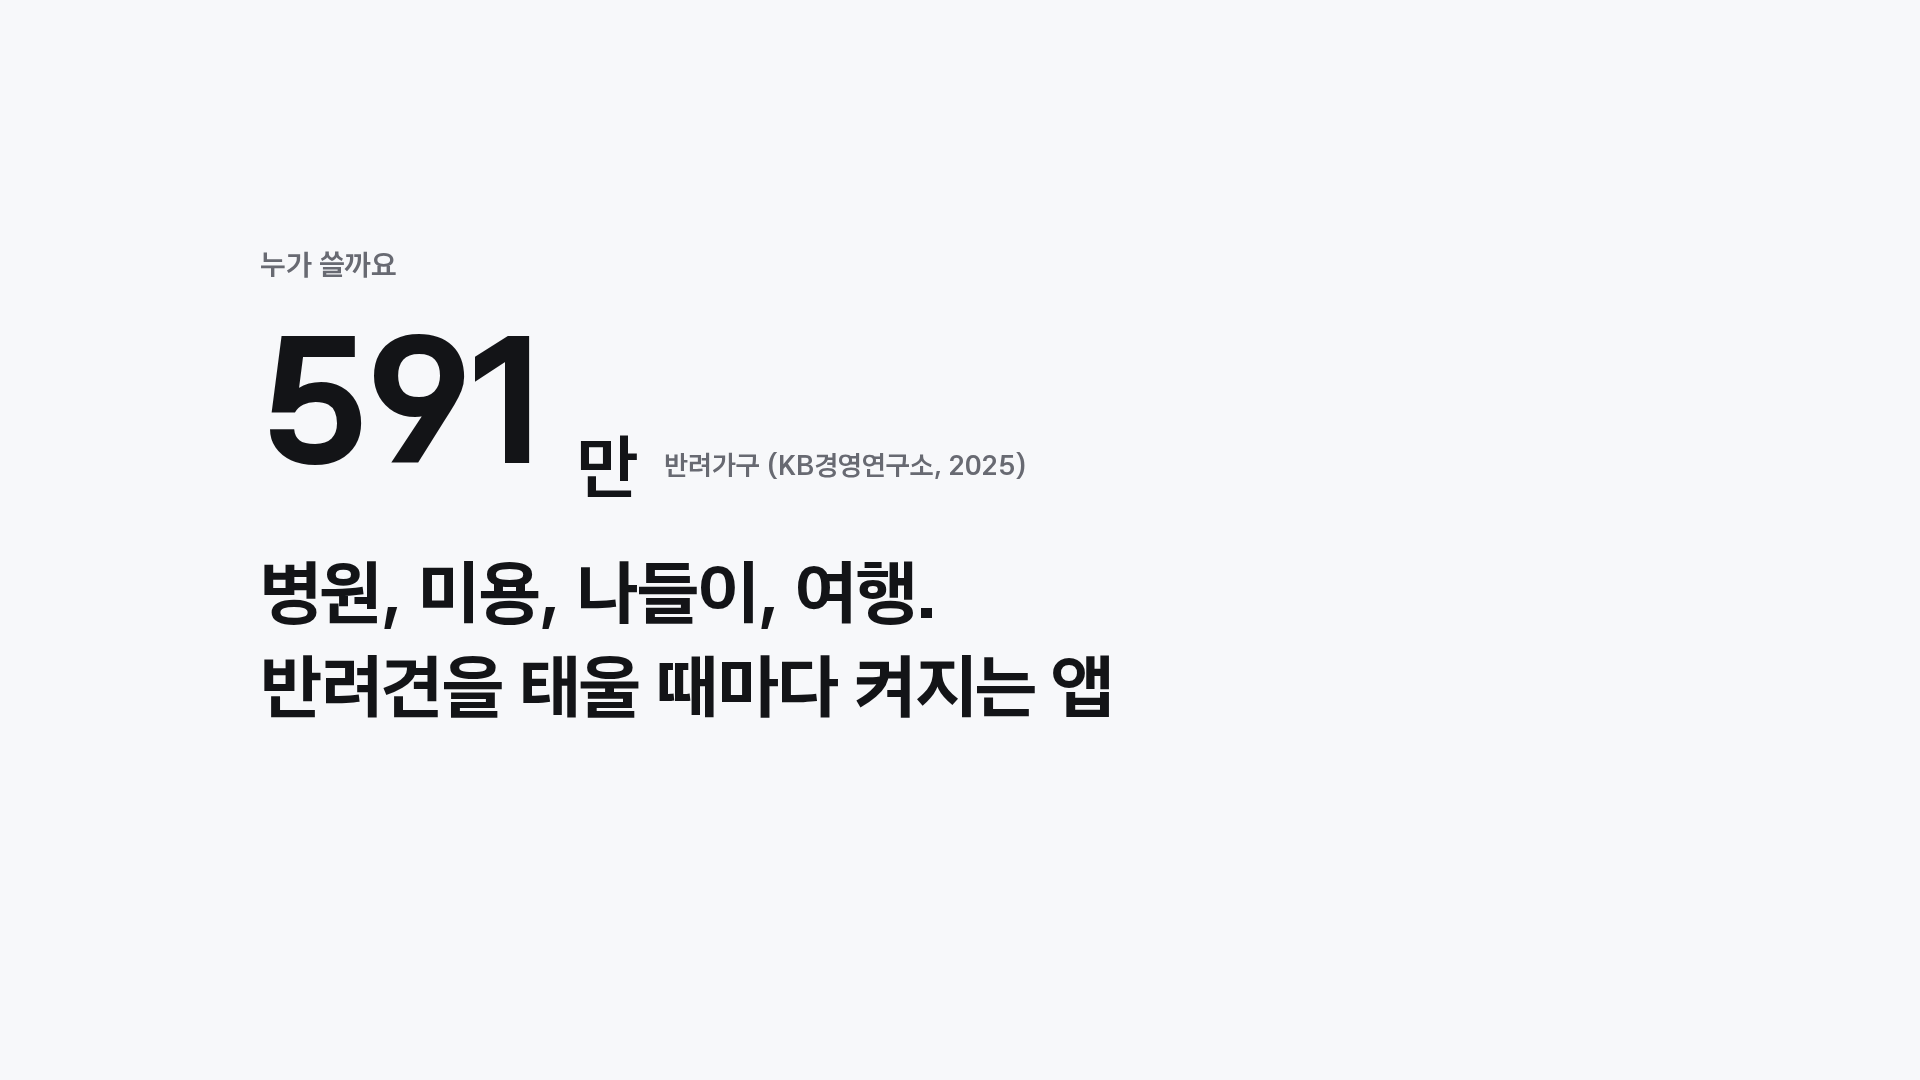 누가 쓸까요
591 만 반려가구 (KB경영연구소, 2025)
병원, 미용, 나들이, 여행.
반려견을 태울 때마다 켜지는 앱